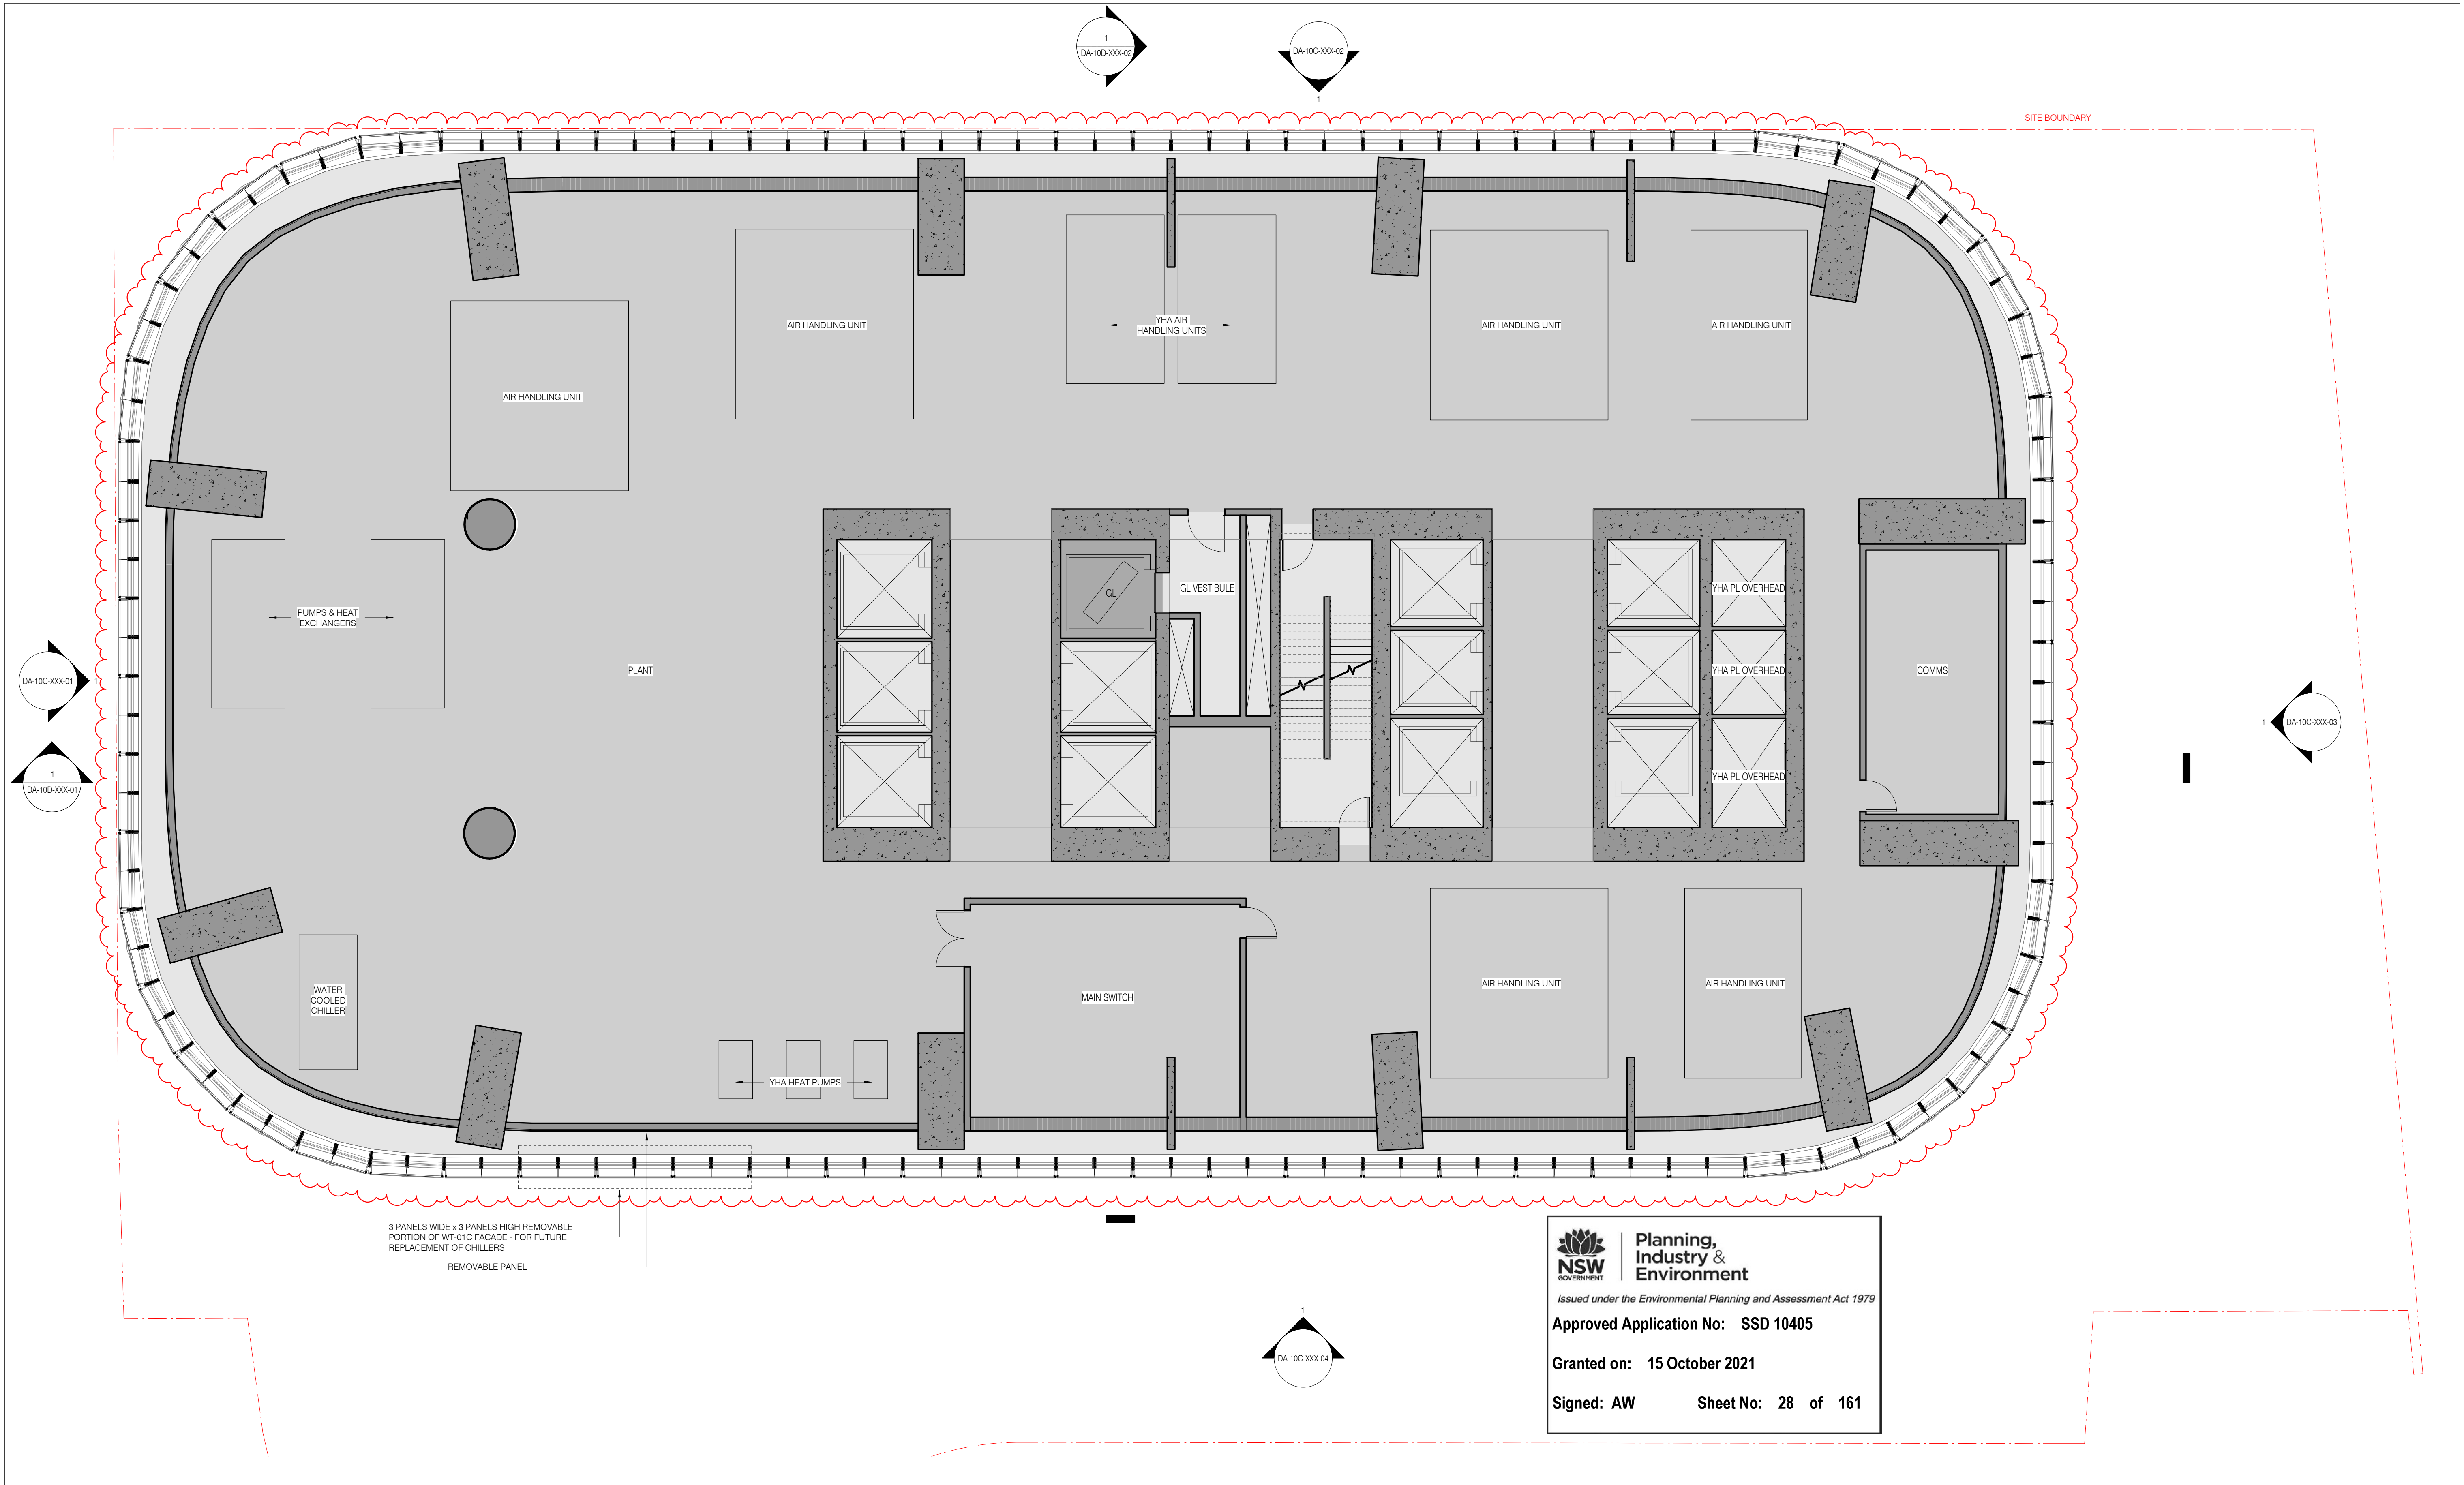 1
DA-10D-XXX-02
DA-10C-XXX-02
1
SITE BOUNDARY
AIR HANDLING UNIT
YHA AIR
HANDLING UNITS
AIR HANDLING UNIT
AIR HANDLING UNIT
AIR HANDLING UNIT
PUMPS & HEAT
EXCHANGERS
GL
GL VESTIBULE
YHA PL OVERHEAD
PLANT
YHA PL OVERHEAD
COMMS
DA-10C-XXX-01
1
1
DA-10C-XXX-03
1
DA-10D-XXX-01
YHA PL OVERHEAD
WATER
COOLED
CHILLER
MAIN SWITCH
AIR HANDLING UNIT
AIR HANDLING UNIT
YHA HEAT PUMPS
3 PANELS WIDE x 3 PANELS HIGH REMOVABLE
PORTION OF WT-01C FACADE - FOR FUTURE
REPLACEMENT OF CHILLERS
REMOVABLE PANEL
1
DA-10C-XXX-04
NSW
GOVERNMENT
Planning,
Industry &
Environment
Issued under the Environmental Planning and Assessment Act 1979
Approved Application No: SSD 10405
Granted on: 15 October 2021
Signed: AW Sheet No: 28 of 161